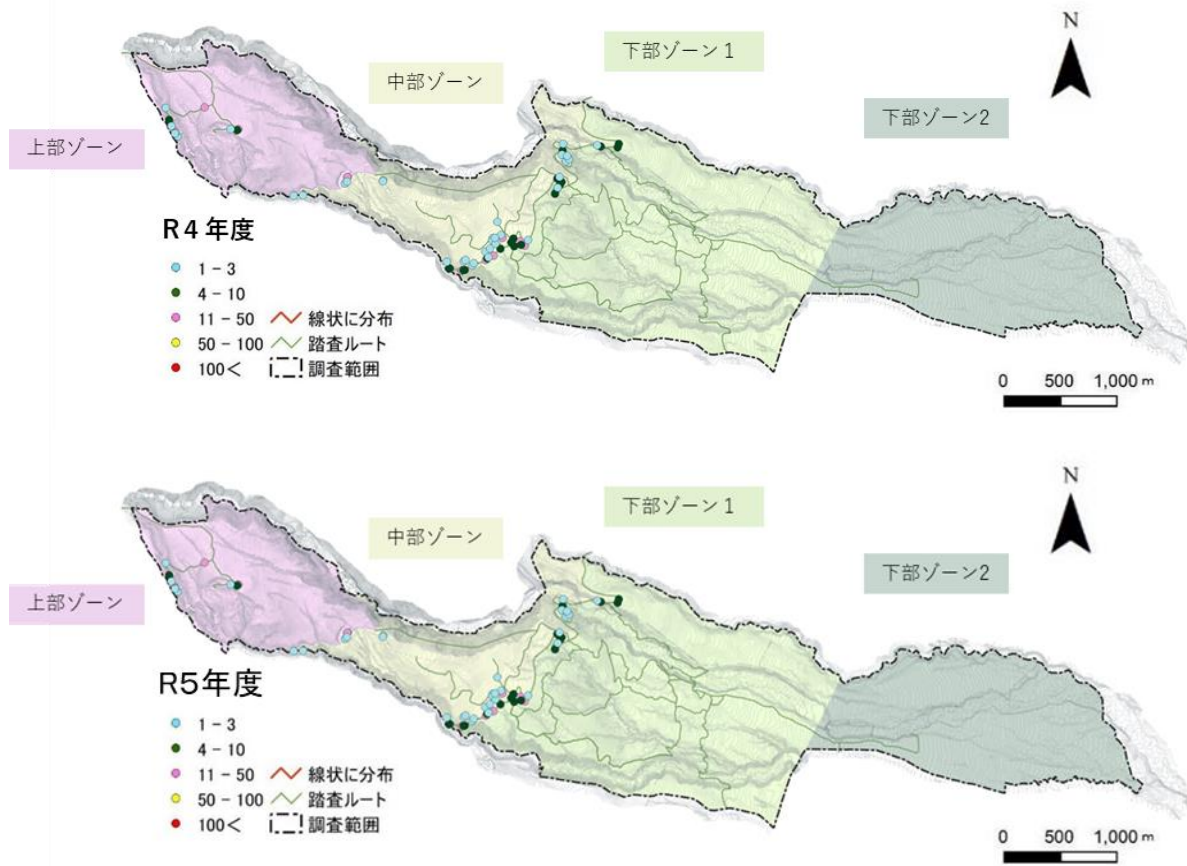 N
下部ゾーン1
中部ゾーン
下部ゾーン2
上部ゾーン
R4年度
1 - 3
4 - 10
11 - 50 線状に分布
50 - 100 踏査ルート
100< 調査範囲
0 500 1,000 m
N
下部ゾーン1
中部ゾーン
下部ゾーン2
上部ゾーン
R5年度
1 - 3
4 - 10
11 - 50 線状に分布
50 - 100 踏査ルート
100< 調査範囲
0 500 1,000 m